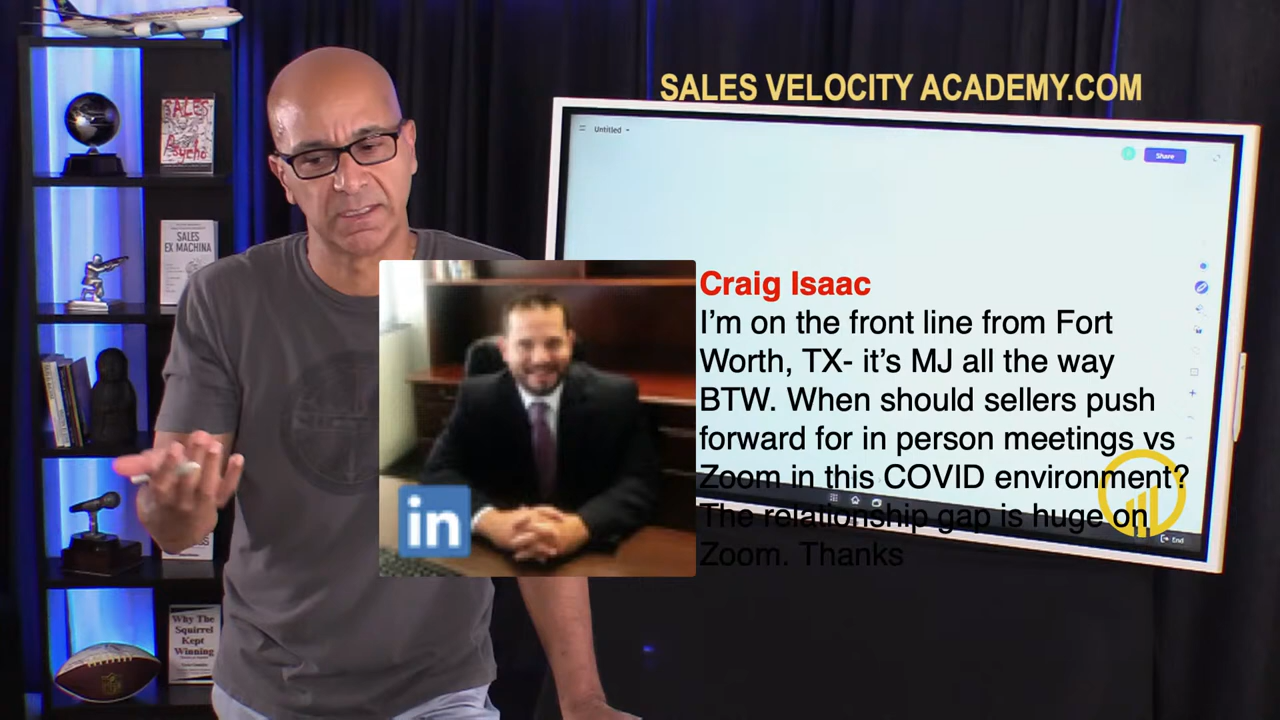 SALES VELOCITY ACADEMY.COM
Untitled
Share
SALES
Psycho
SALES
EX MACHINA
Craig Isaac
I’m on the front line from Fort
Worth, TX- it’s MJ all the way
BTW. When should sellers push
forward for in person meetings vs
Zoom in this COVID environment?
The relationship gap is huge on
Zoom. Thanks
in
End
Why The
Squirrel
Kept
Winning